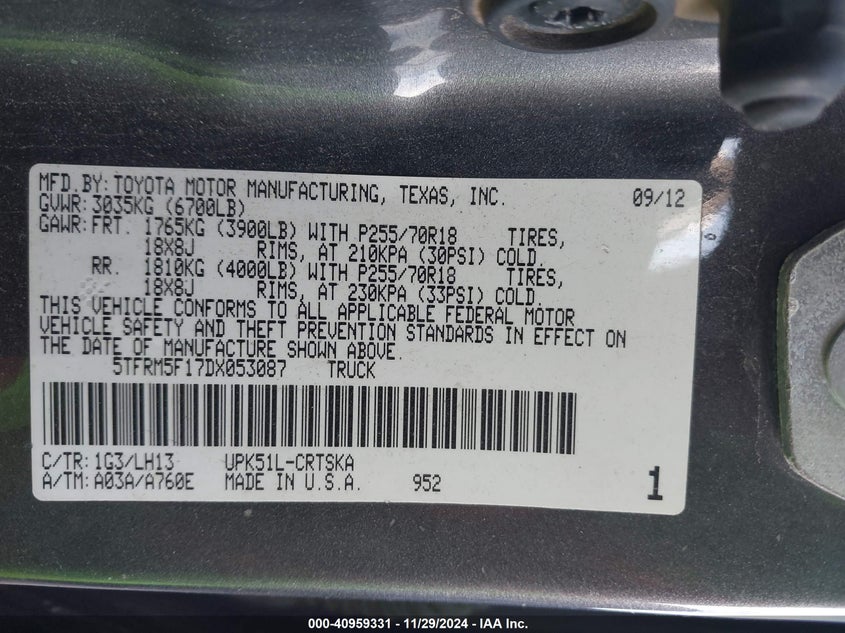 MFD.BY: TOYOTA MOTOR MANUFACTURING, TEXAS, INC. 09/12
GVWR: 3035KG (6700LB)
GAWR: FRT. 1765KG (3900LB) WITH P255/70R18 TIRES,
18X8J RIMS, AT 210KPA (30PSI) COLD.
RR. 1810KG (4000LB) WITH P255/70R18 TIRES,
18X8J RIMS, AT 230KPA (33PSI) COLD.
THIS VEHICLE CONFORMS TO ALL APPLICABLE FEDERAL MOTOR
VEHICLE SAFETY AND THEFT PREVENTION STANDARDS IN EFFECT ON
THE DATE OF MANUFACTURE SHOWN ABOVE.
5TFRM5F17DX053087 TRUCK
C/TR: 1G3/LH13 UPK51L-CRTSKA
A/TM: A03A/A760E MADE IN U.S.A. 952 1
000-40959331 - 11/29/2024 - IAA Inc.